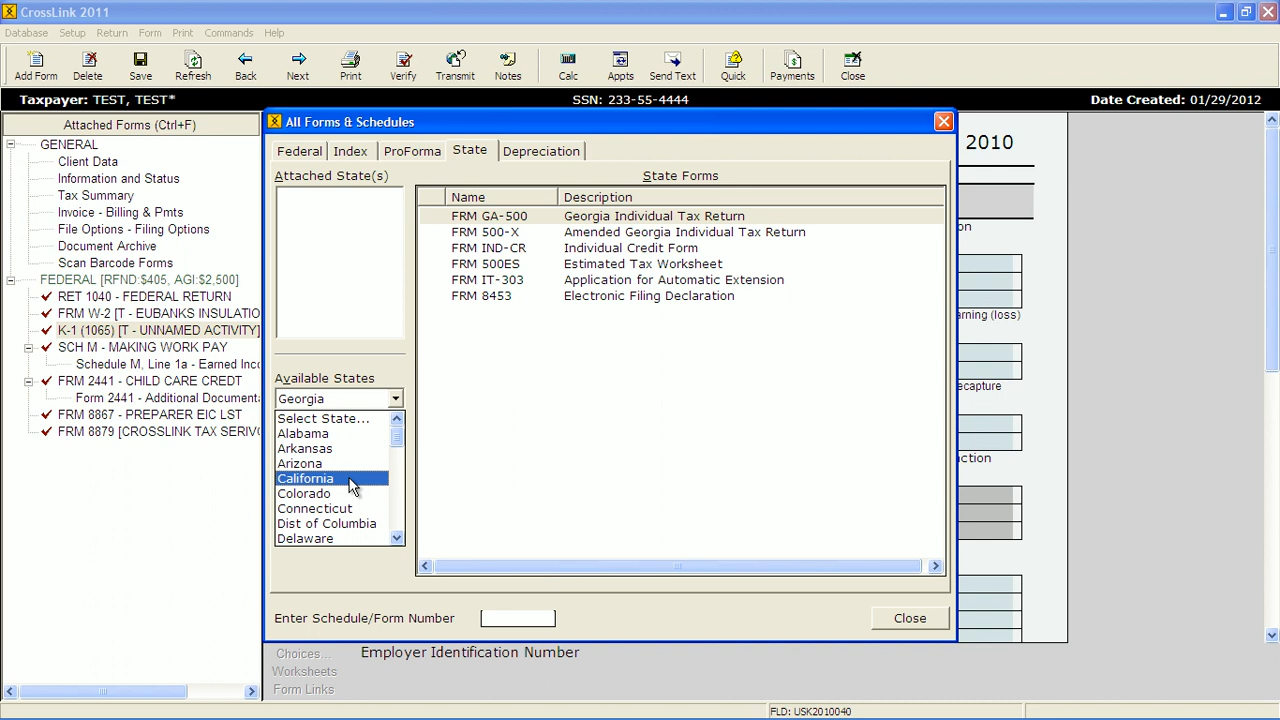 CrossLink 2011
Database Setup Return Form Print Commands Help
Add Form Delete Save Refresh Back Next Print Verify Transmit Notes Calc Appts Send Text Quick Payments Close
Taxpayer: TEST, TEST* SSN: 233-55-4444 Date Created: 01/29/2012
Attached Forms (Ctrl+F)
GENERAL
Client Data
Information and Status
Tax Summary
Invoice - Billing & Pmts
File Options - Filing Options
Document Archive
Scan Barcode Forms
FEDERAL [RFND:$405, AGI:$2,500]
RET 1040 - FEDERAL RETURN
FRM W-2 [T - EUBANKS INSULATIO
K-1 (1065) [T - UNNAMED ACTIVITY]
SCH M - MAKING WORK PAY
Schedule M, Line 1a - Earned Inco
FRM 2441 - CHILD CARE CREDT
Form 2441 - Additional Document
FRM 8867 - PREPARER EIC LST
FRM 8879 [CROSSLINK TAX SERIVC
All Forms & Schedules
Federal Index ProForma State Depreciation
Attached State(s)
State Forms
Name Description
FRM GA-500 Georgia Individual Tax Return
FRM 500-X Amended Georgia Individual Tax Return
FRM IND-CR Individual Credit Form
FRM 500ES Estimated Tax Worksheet
FRM IT-303 Application for Automatic Extension
FRM 8453 Electronic Filing Declaration
Available States
Georgia
Select State...
Alabama
Arkansas
Arizona
California
Colorado
Connecticut
Dist of Columbia
Delaware
Enter Schedule/Form Number
Close
2010
on
arning (loss)
ecapture
action
Choices...
Worksheets
Form Links
Employer Identification Number
FLD: USK2010040